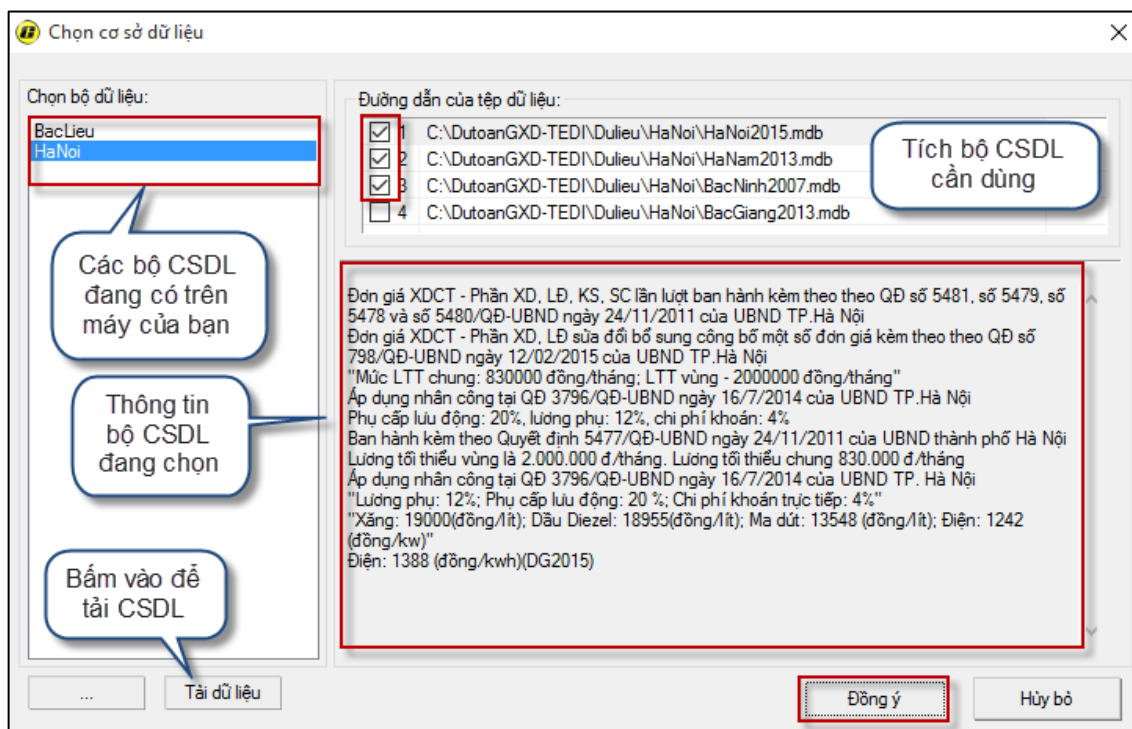 Chọn cơ sở dữ liệu
Chọn bộ dữ liệu:
BacLieu
HaNoi
Các bộ CSDL
đang có trên
máy của bạn
Thông tin
bộ CSDL
đang chọn
Bấm vào để
tải CSDL
...
Tải dữ liệu
Đường dẫn của tệp dữ liệu:
1 C:\DutoanGXD-TEDI\Dulieu\HaNoi\HaNoi2015.mdb
2 C:\DutoanGXD-TEDI\Dulieu\HaNoi\HaNam2013.mdb
3 C:\DutoanGXD-TEDI\Dulieu\HaNoi\BacNinh2007.mdb
4 C:\DutoanGXD-TEDI\Dulieu\HaNoi\BacGiang2013.mdb
Tích bộ CSDL
cần dùng
Đơn giá XDCT - Phần XD, LĐ, KS, SC lần lượt ban hành kèm theo theo QĐ số 5481, số 5479, số
5478 và số 5480/QĐ-UBND ngày 24/11/2011 của UBND TP.Hà Nội
Đơn giá XDCT - Phần XD, LĐ sửa đổi bổ sung công bố một số đơn giá kèm theo theo QĐ số
798/QĐ-UBND ngày 12/02/2015 của UBND TP.Hà Nội
"Mức LTT chung: 830000 đồng/tháng; LTT vùng - 2000000 đồng/tháng"
Áp dụng nhân công tại QĐ 3796/QĐ-UBND ngày 16/7/2014 của UBND TP.Hà Nội
Phụ cấp lưu động: 20%, lương phụ: 12%, chi phí khoán: 4%
Ban hành kèm theo Quyết định 5477/QĐ-UBND ngày 24/11/2011 của UBND thành phố Hà Nội
Lương tối thiểu vùng là 2.000.000 đ/tháng. Lương tối thiểu chung 830.000 đ/tháng
Áp dụng nhân công tại QĐ 3796/QĐ-UBND ngày 16/7/2014 của UBND TP. Hà Nội
"Lương phụ: 12%; Phụ cấp lưu động: 20 %; Chi phí khoán trực tiếp: 4%"
"Xăng: 19000(đồng/lít); Dầu Diezel: 18955(đồng/lít); Ma dút: 13548 (đồng/lít); Điện: 1242
(đồng/kw)"
Điện: 1388 (đồng/kwh)(DG2015)
Đồng ý
Hủy bỏ